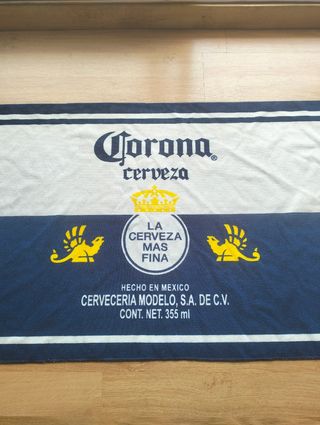 Corona®
cerveza
LA
CERVEZA
MAS
FINA
HECHO EN MEXICO
CERVECERIA MODELO, S.A. DE C.V.
CONT. NET. 355 ml